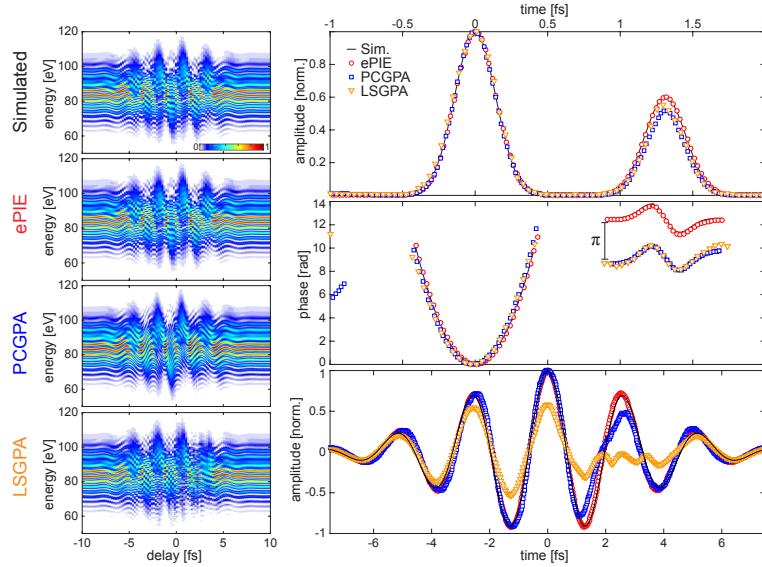 Simulated
energy [eV]
120
100
80
60
0
1
ePIE
energy [eV]
120
100
80
60
PCGPA
energy [eV]
120
100
80
60
LSGPA
energy [eV]
120
100
80
60
-10
-5
0
5
10
delay [fs]
time [fs]
-1
-0.5
0
0.5
1
1.5
2
amplitude [norm.]
1
0.8
0.6
0.4
0.2
Sim.
ePIE
PCGPA
LSGPA
phase [rad]
14
12
10
8
6
4
2
0
π
amplitude [norm.]
1
0.5
0
-0.5
-1
-6
-4
-2
0
2
4
6
time [fs]